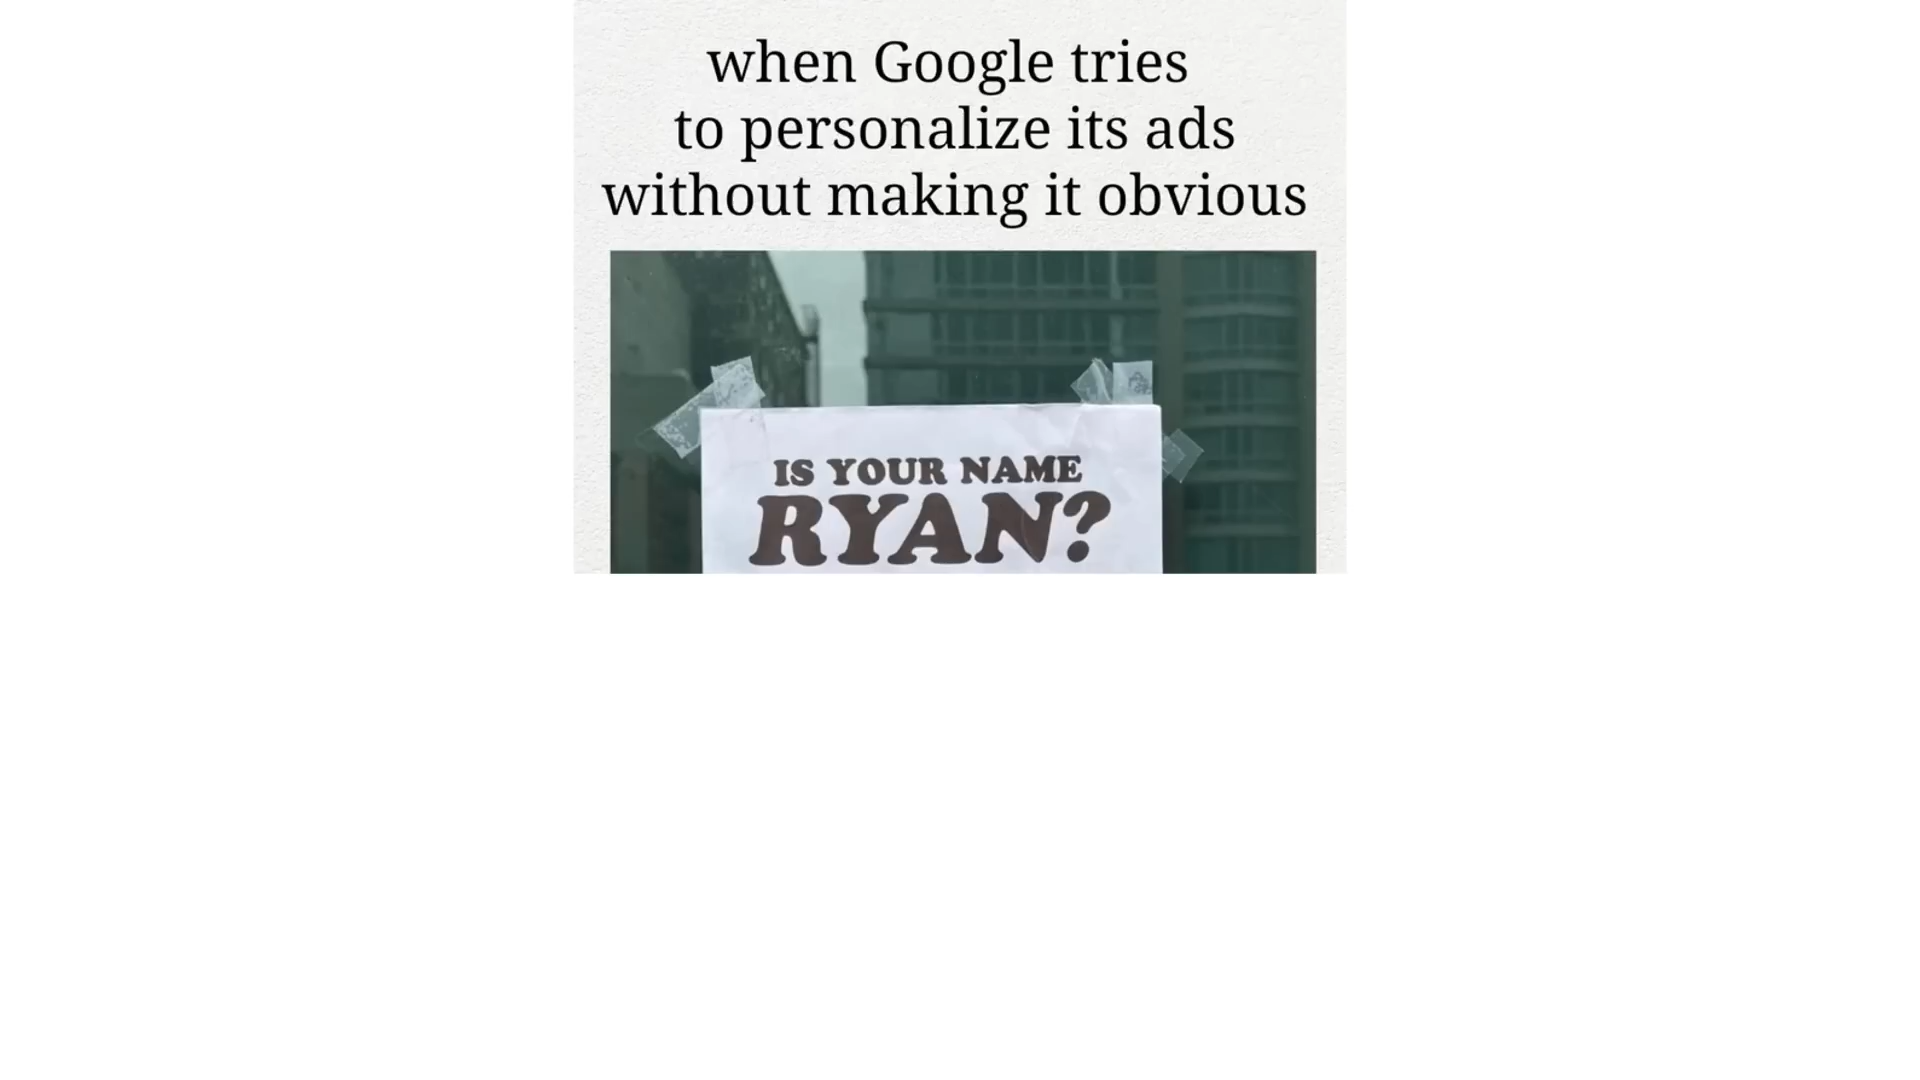 when Google tries
to personalize its ads
without making it obvious
IS YOUR NAME
RYAN?